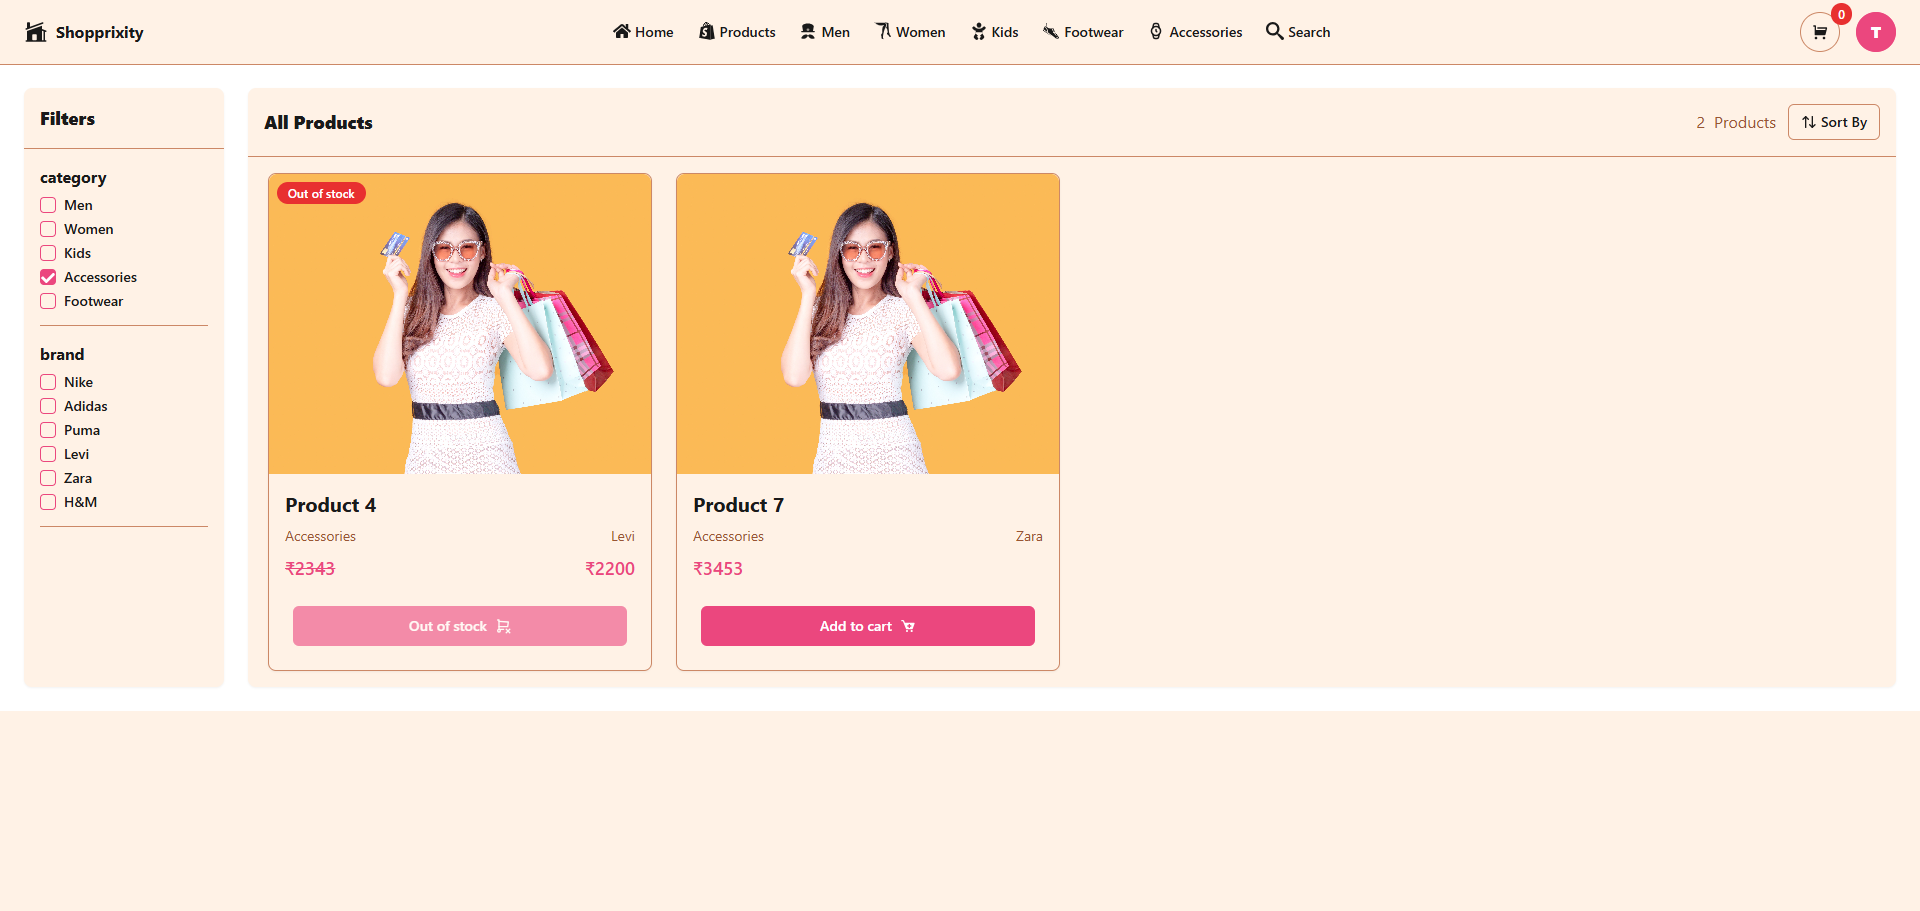 Shopprixity
Home
Products
Men
Women
Kids
Footwear
Accessories
Search
0
T
Filters
category
Men
Women
Kids
Accessories
Footwear
brand
Nike
Adidas
Puma
Levi
Zara
H&M
All Products
2 Products
Sort By
Out of stock
Product 4
Accessories Levi
₹2343 ₹2200
Out of stock
Product 7
Accessories Zara
₹3453
Add to cart